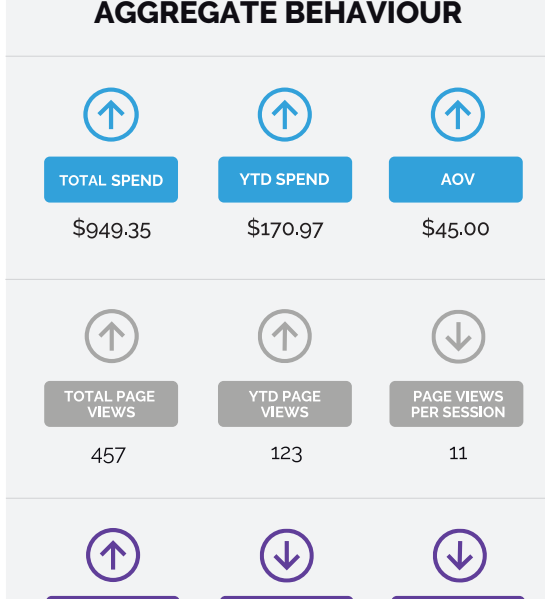 AGGREGATE BEHAVIOUR
TOTAL SPEND YTD SPEND AOV
$949.35 $170.97 $45.00
TOTAL PAGE VIEWS YTD PAGE VIEWS PAGE VIEWS PER SESSION
457 123 11